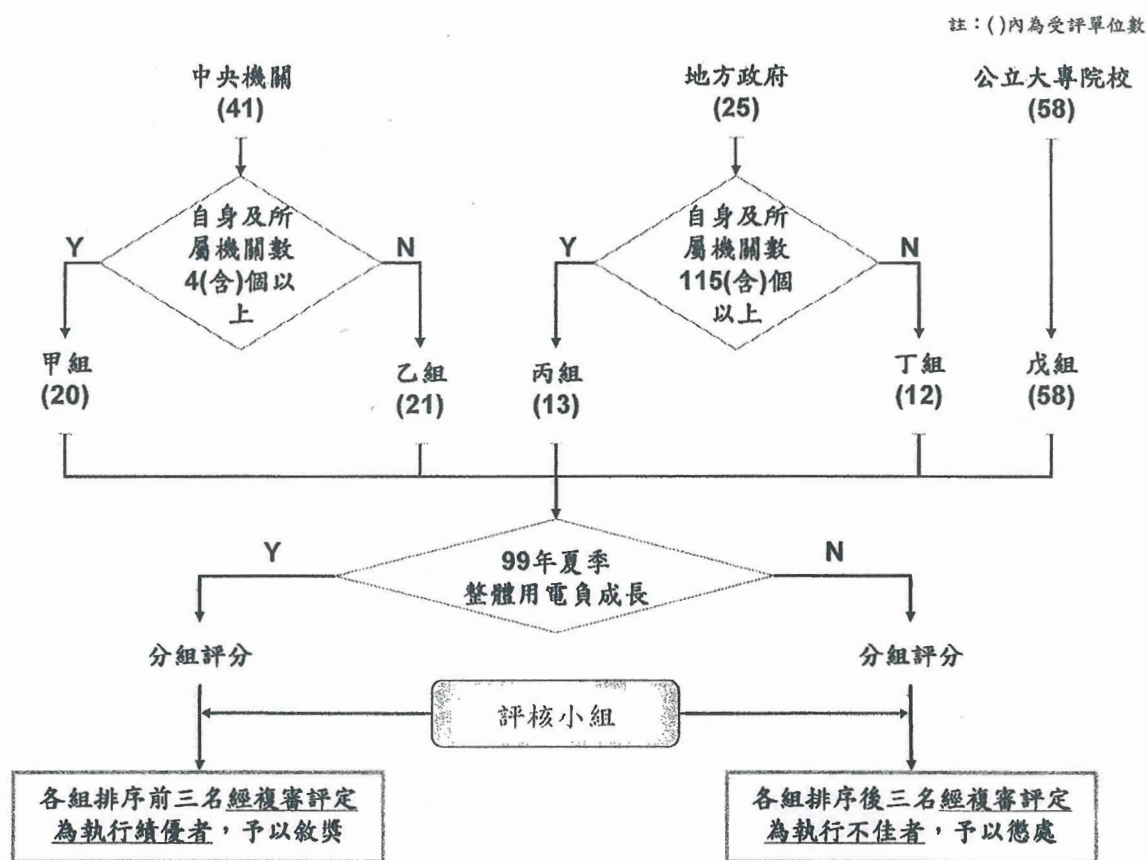 註：()內為受評單位數
中央機關
(41)
地方政府
(25)
公立大專院校
(58)
自身及所
屬機關數
4(含)個以
上
Y
N
自身及所
屬機關數
115(含)個
以上
Y
N
甲組
(20)
乙組
(21)
丙組
(13)
丁組
(12)
戊組
(58)
99年夏季
整體用電負成長
Y
N
分組評分
分組評分
評核小組
各組排序前三名經複審評定
為執行績優者，予以敘獎
各組排序後三名經複審評定
為執行不佳者，予以懲處